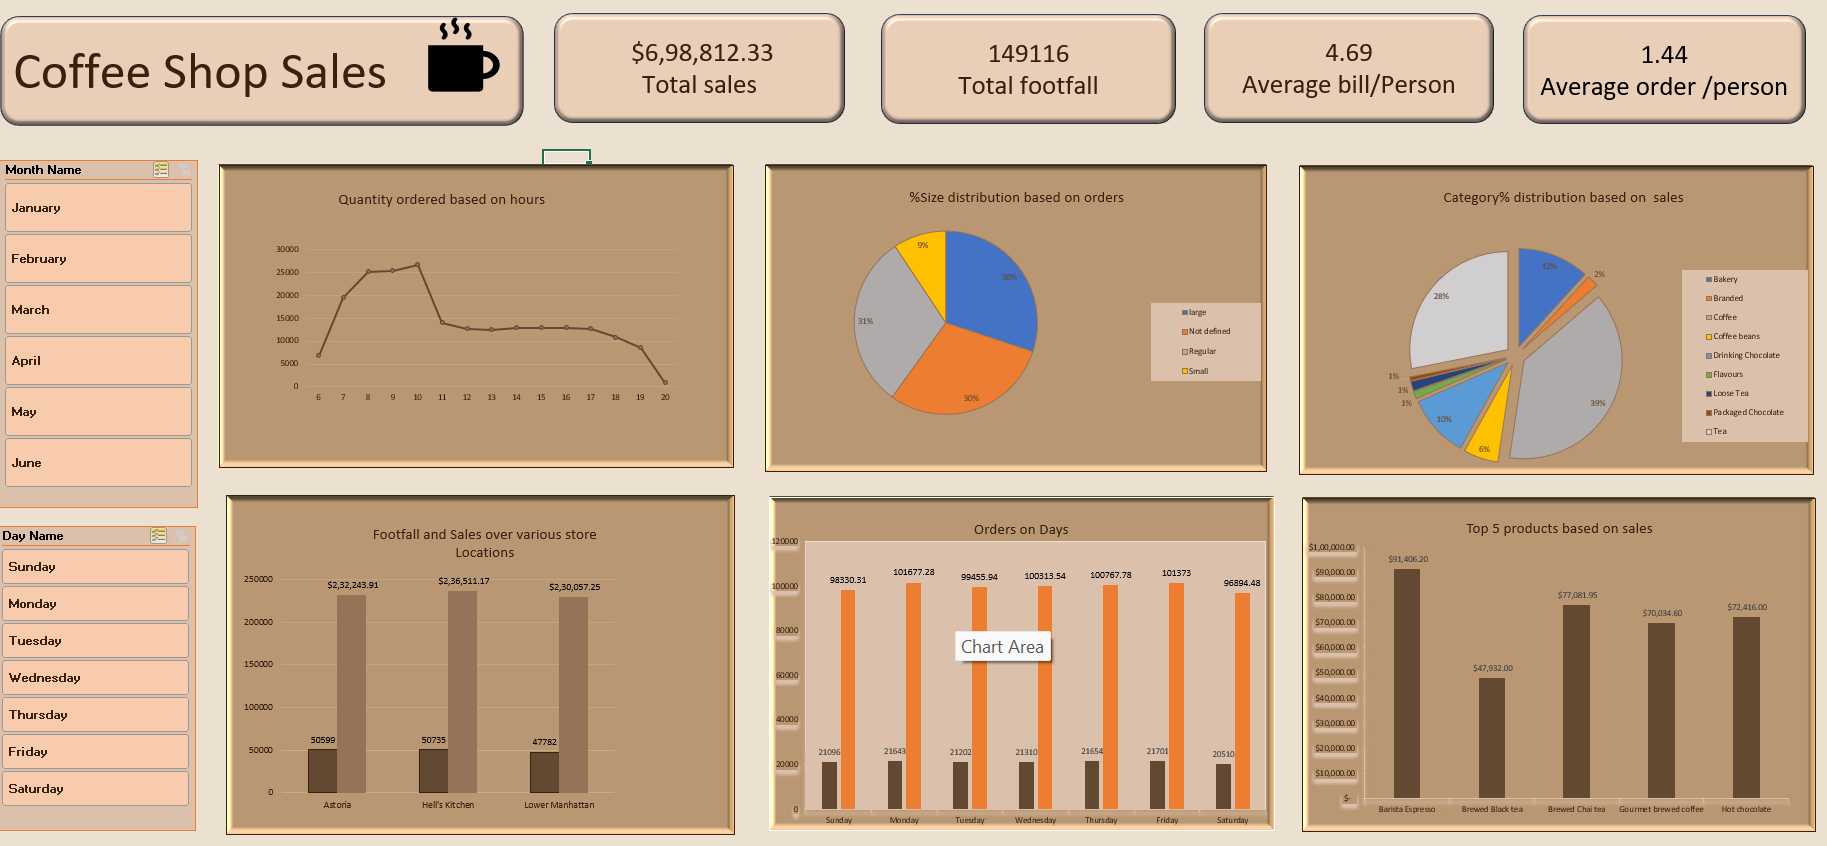 Coffee Shop Sales
$6,98,812.33
Total sales
149116
Total footfall
4.69
Average bill/Person
1.44
Average order /person
Month Name
January
February
March
April
May
June
Day Name
Sunday
Monday
Tuesday
Wednesday
Thursday
Friday
Saturday
Quantity ordered based on hours
30000
25000
20000
15000
10000
5000
0
6 7 8 9 10 11 12 13 14 15 16 17 18 19 20
%Size distribution based on orders
9%
30%
31%
30%
large
Not defined
Regular
Small
Category% distribution based on  sales
12%
2%
28%
39%
1%
1%
1%
10%
6%
Bakery
Branded
Coffee
Coffee beans
Drinking Chocolate
Flavours
Loose Tea
Packaged Chocolate
Tea
Footfall and Sales over various store
Locations
250000
200000
150000
100000
50000
0
$2,32,243.91 $2,36,511.17 $2,30,057.25
50599 50735 47782
Astoria Hell's Kitchen Lower Manhattan
Orders on Days
120000
100000
80000
60000
40000
20000
0
98330.31 101677.28 99455.94 100313.54 100767.78 101373 96894.48
Chart Area
21096 21643 21202 21310 21654 21701 20510
Sunday Monday Tuesday Wednesday Thursday Friday Saturday
Top 5 products based on sales
$1,00,000.00
$90,000.00
$80,000.00
$70,000.00
$60,000.00
$50,000.00
$40,000.00
$30,000.00
$20,000.00
$10,000.00
$-
$91,406.20 $47,932.00 $77,081.95 $70,034.60 $72,416.00
Barista Espresso Brewed Black tea Brewed Chai tea Gourmet brewed coffee Hot chocolate